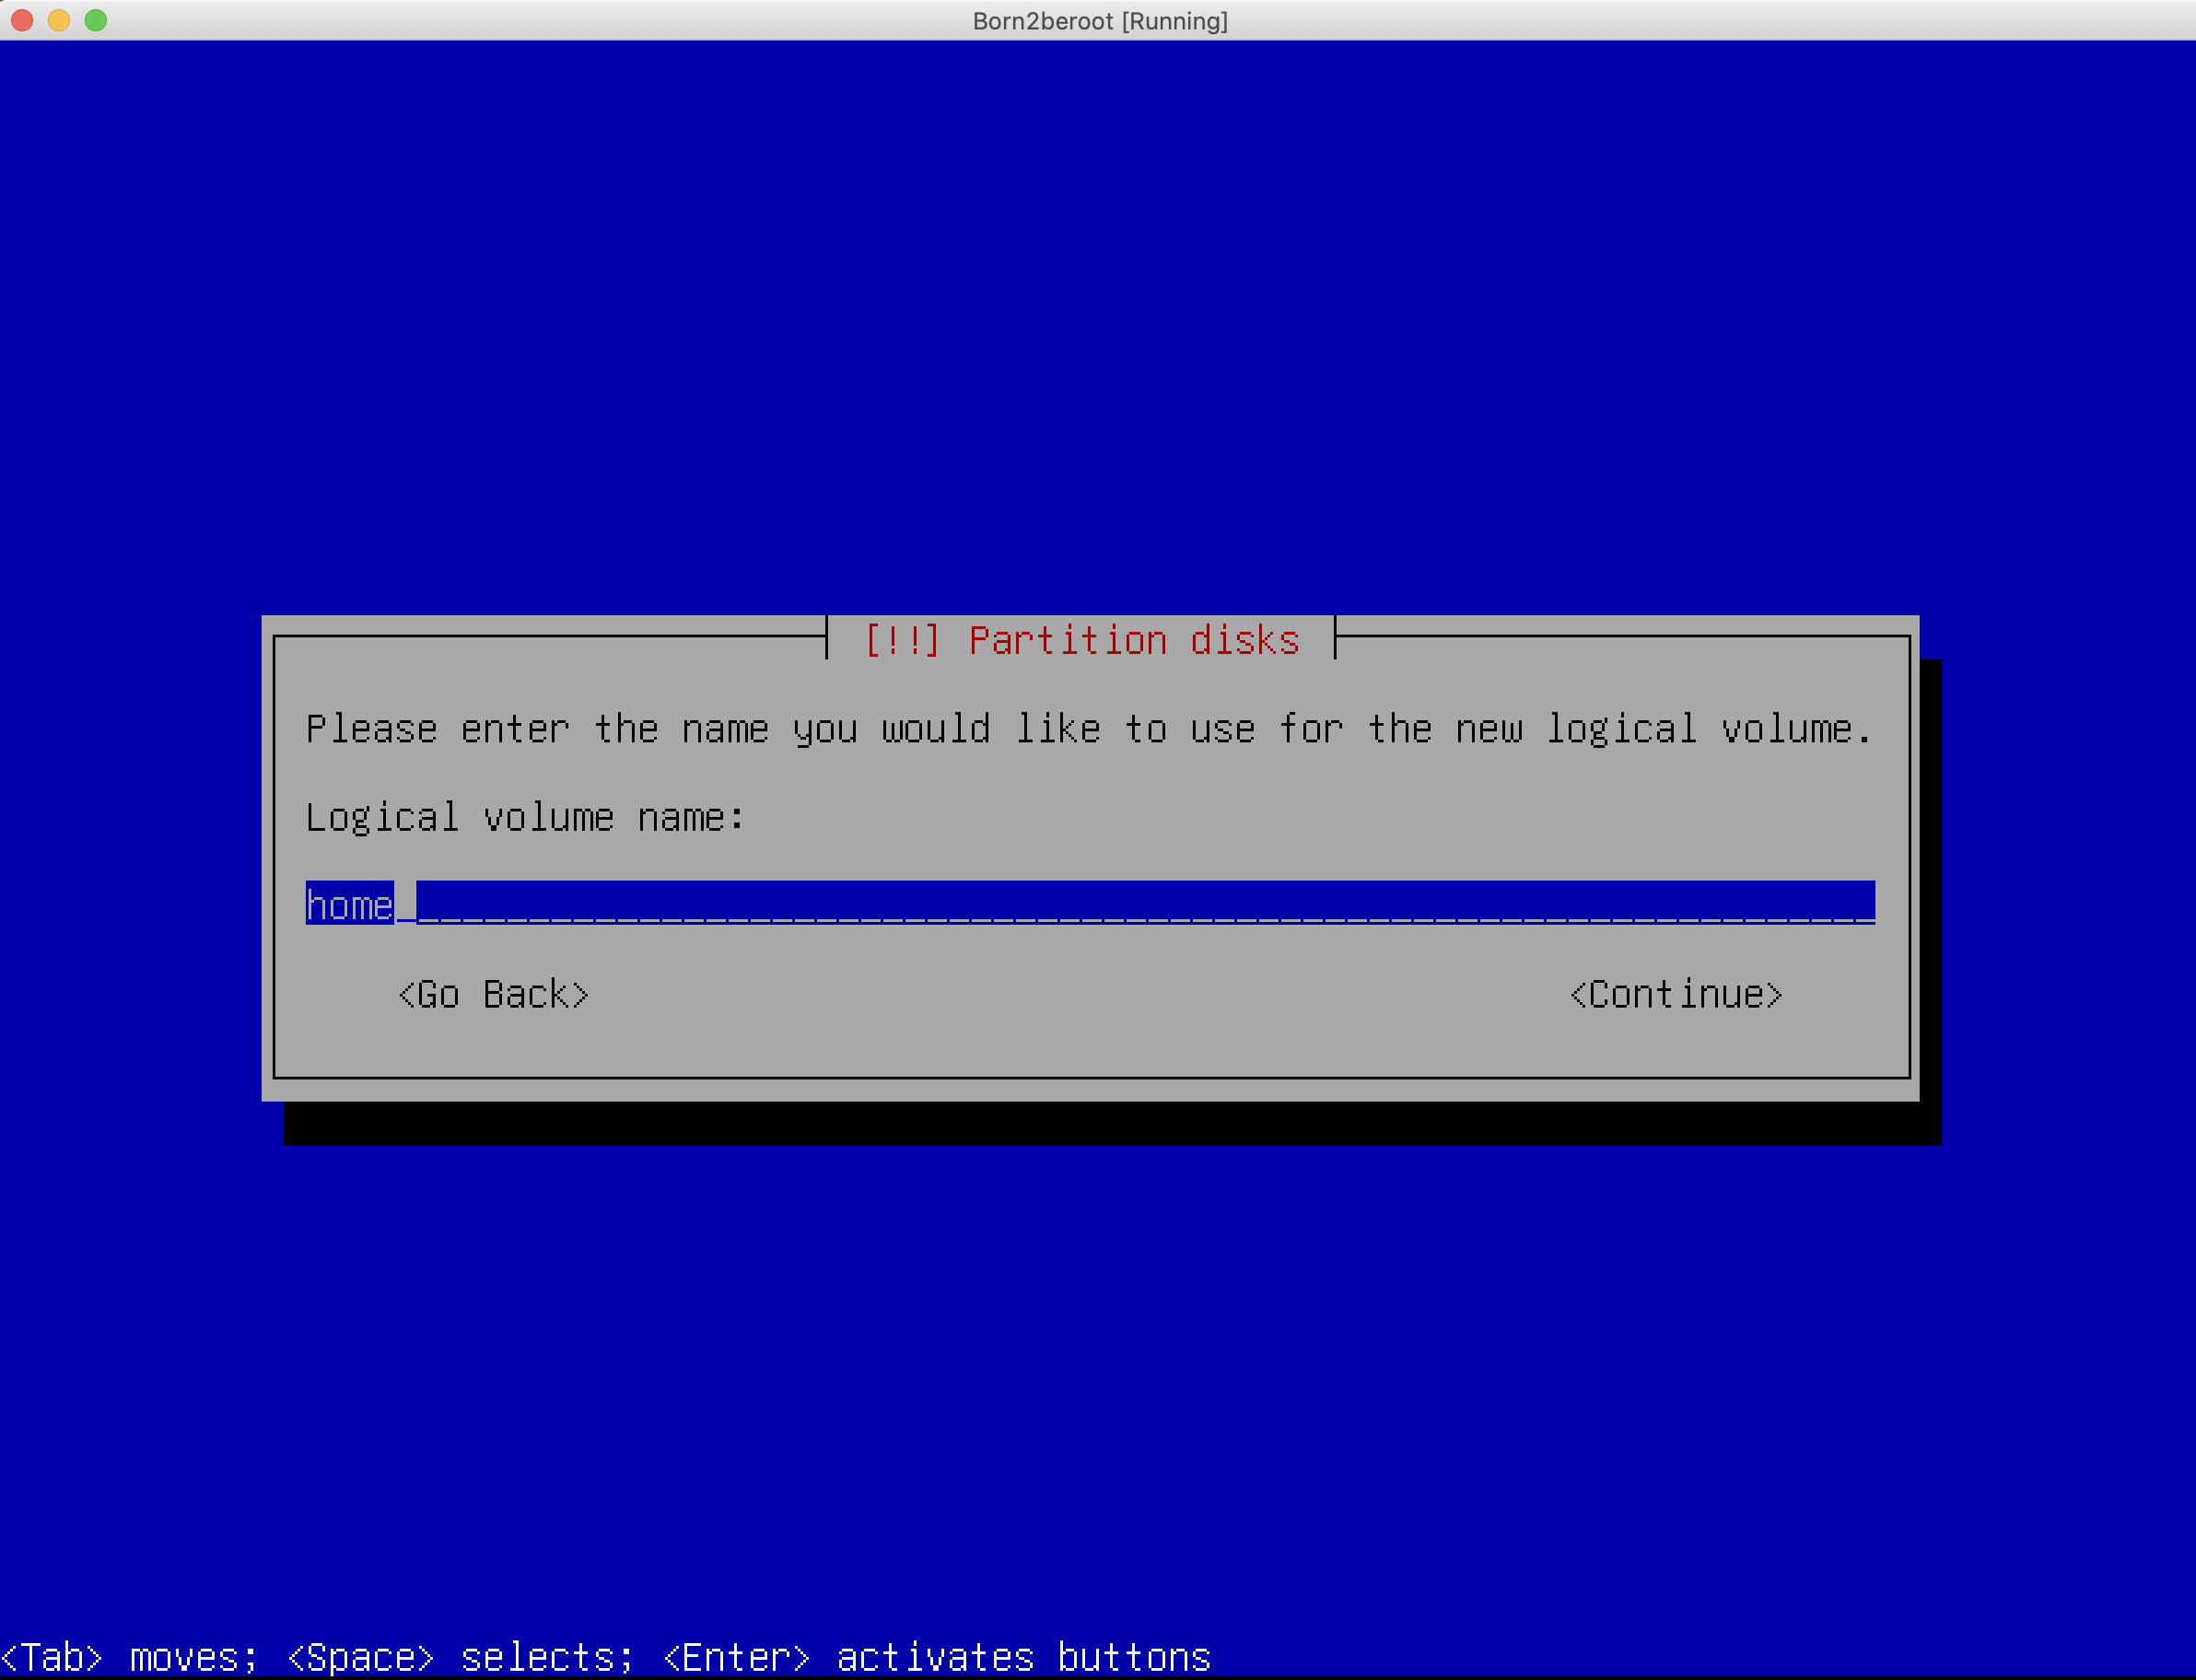 Born2beroot [Running]
[!!] Partition disks
Please enter the name you would like to use for the new logical volume.
Logical volume name:
home
<Go Back> <Continue>
<Tab> moves; <Space> selects; <Enter> activates buttons